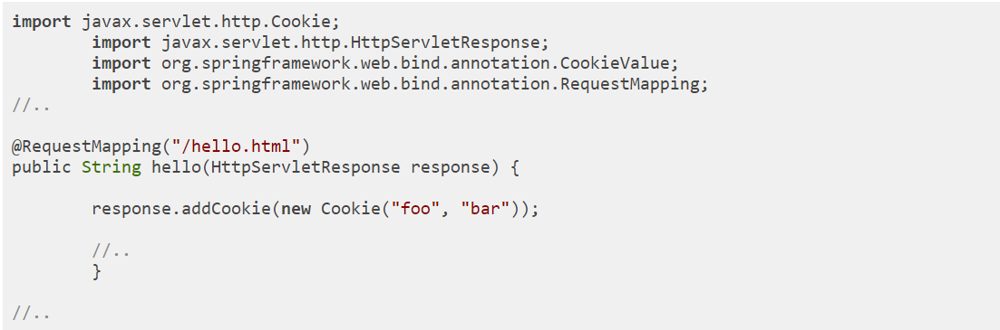 import javax.servlet.http.Cookie;
        import javax.servlet.http.HttpServletResponse;
        import org.springframework.web.bind.annotation.CookieValue;
        import org.springframework.web.bind.annotation.RequestMapping;
//..
@RequestMapping("/hello.html")
public String hello(HttpServletResponse response) {
        response.addCookie(new Cookie("foo", "bar"));
        //..
        }
//..